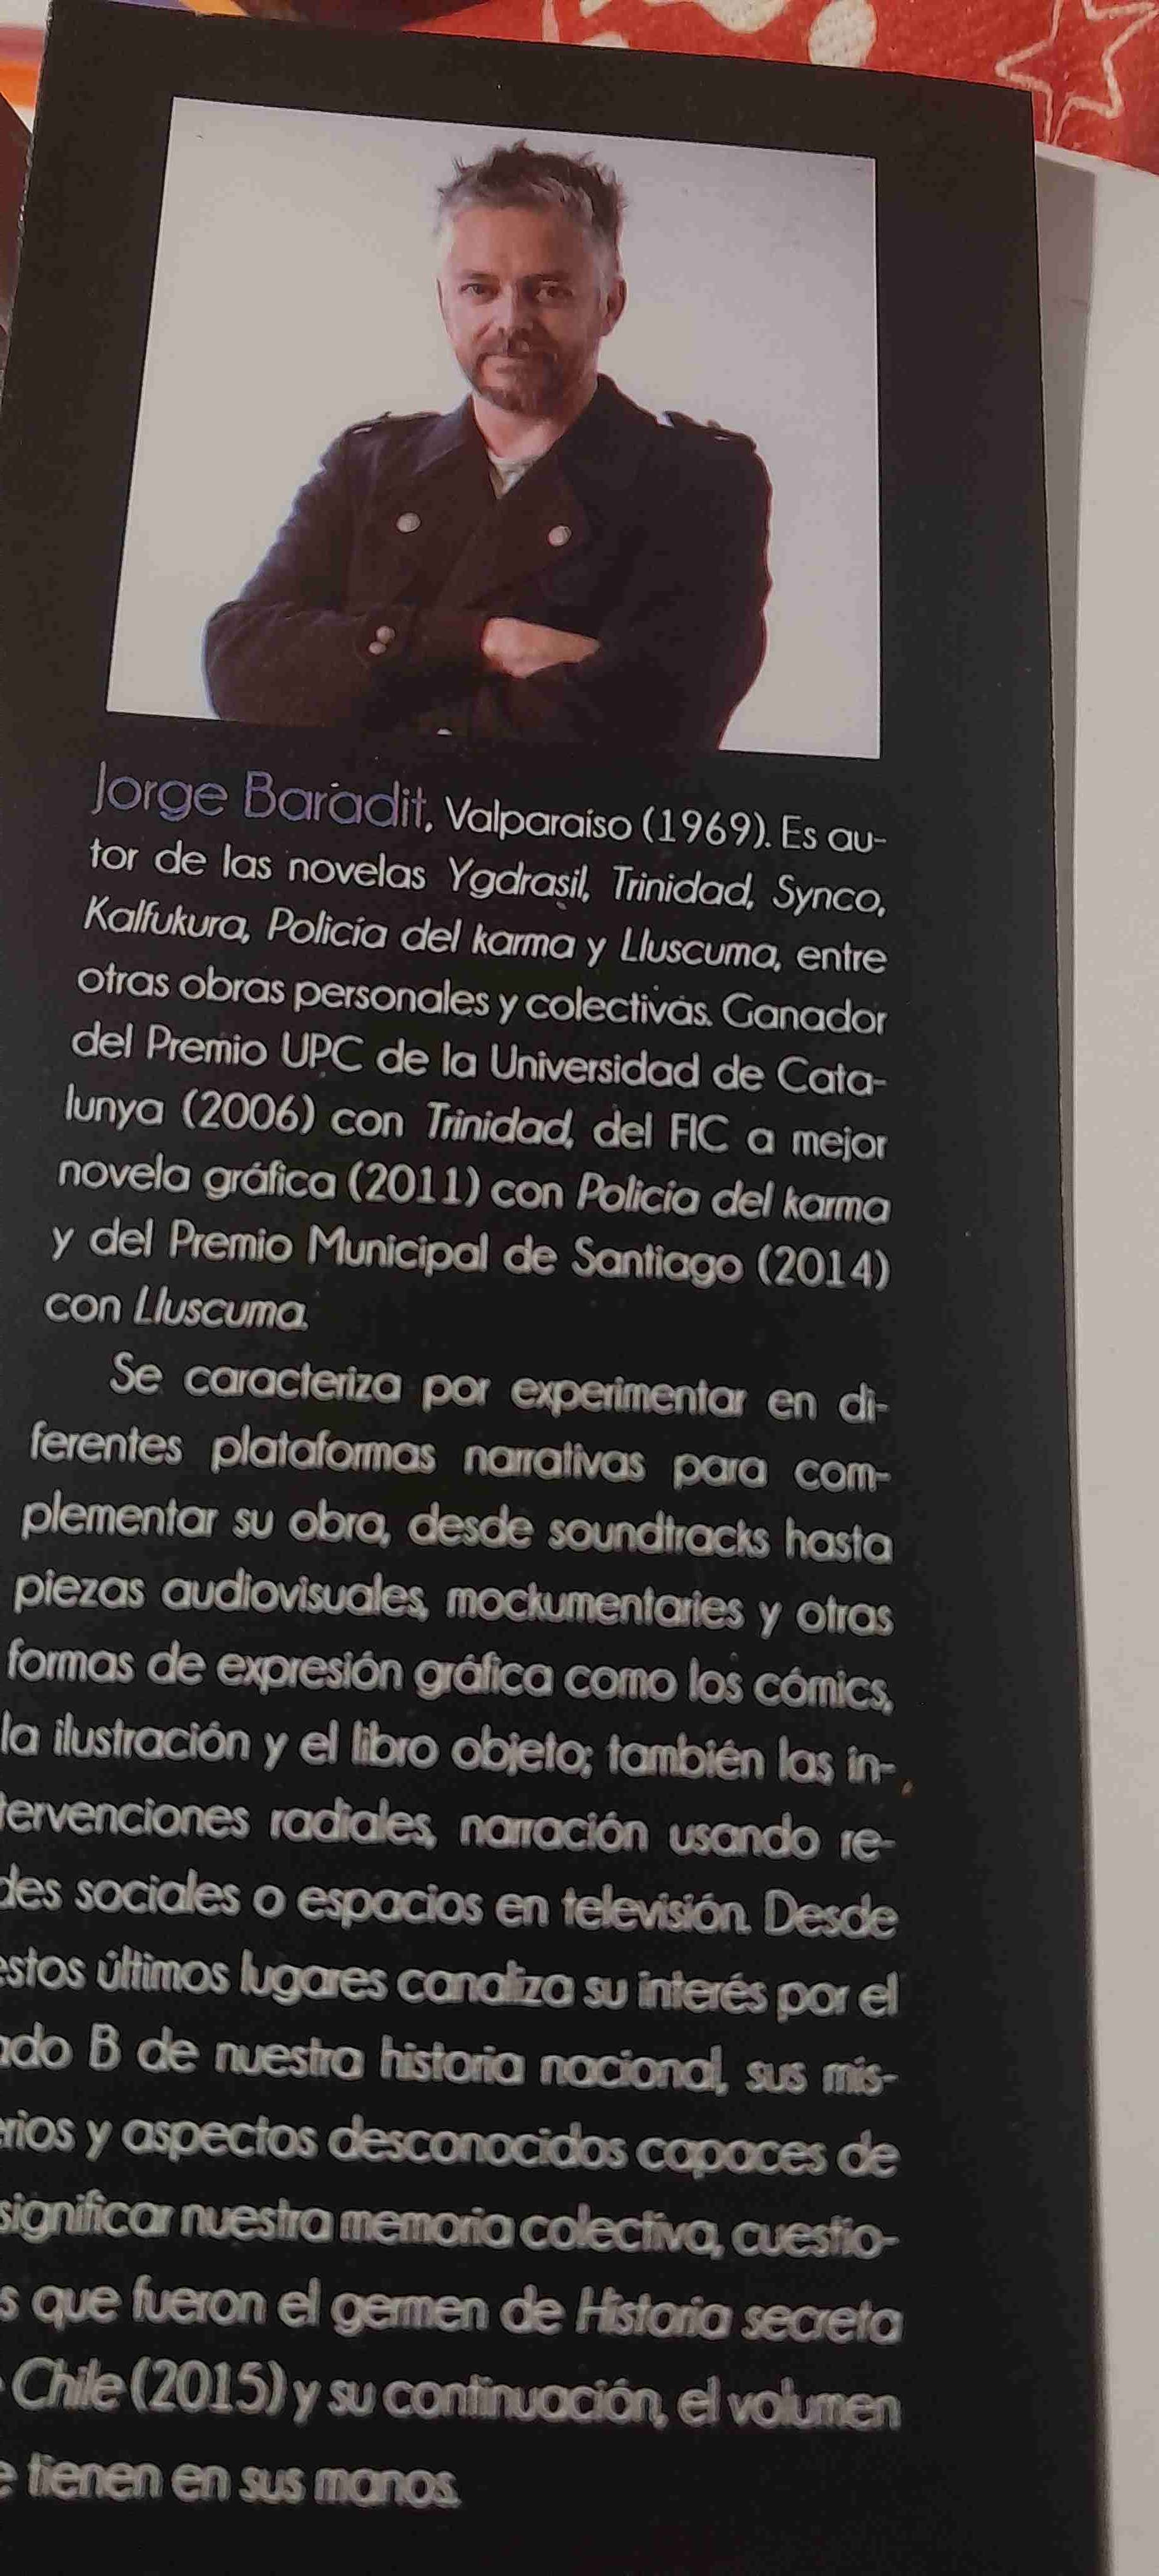 Jorge Baradit, Valparaíso (1969). Es au-
tor de las novelas Ygdrasil, Trinidad, Synco,
Kalfukura, Policía del karma y Lluscuma, entre
otras obras personales y colectivas. Ganador
del Premio UPC de la Universidad de Cata-
lunya (2006) con Trinidad, del FIC a mejor
novela gráfica (2011) con Policía del karma
y del Premio Municipal de Santiago (2014)
con Lluscuma.
Se caracteriza por experimentar en di-
ferentes plataformas narrativas para com-
plementar su obra, desde soundtracks hasta
piezas audiovisuales, mockumentaries y otras
formas de expresión gráfica como los cómics,
la ilustración y el libro objeto; también las in-
tervenciones radiales, narración usando re-
des sociales o espacios en televisión. Desde
estos últimos lugares canaliza su interés por el
ado B de nuestra historia nacional, sus mis-
erios y aspectos desconocidos capaces de
significar nuestra memoria colectiva, cuestio-
s que fueron el germen de Historia secreta
Chile (2015) y su continuación, el volumen
e tienen en sus manos.